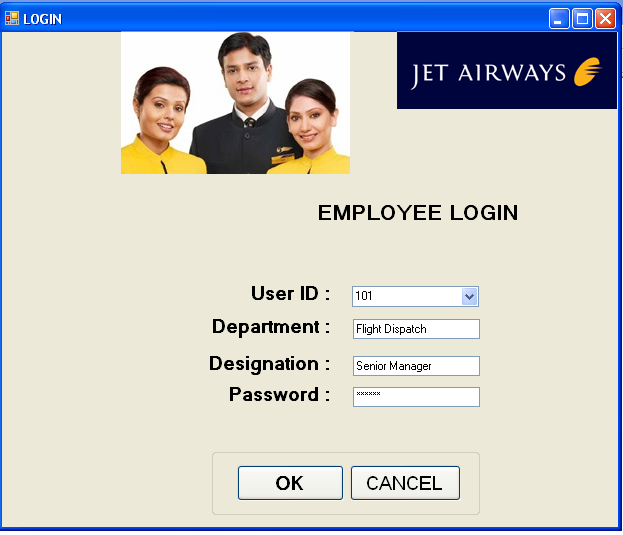 LOGIN
JET AIRWAYS
EMPLOYEE LOGIN
User ID : 101
Department : Flight Dispatch
Designation : Senior Manager
Password : ******
OK CANCEL